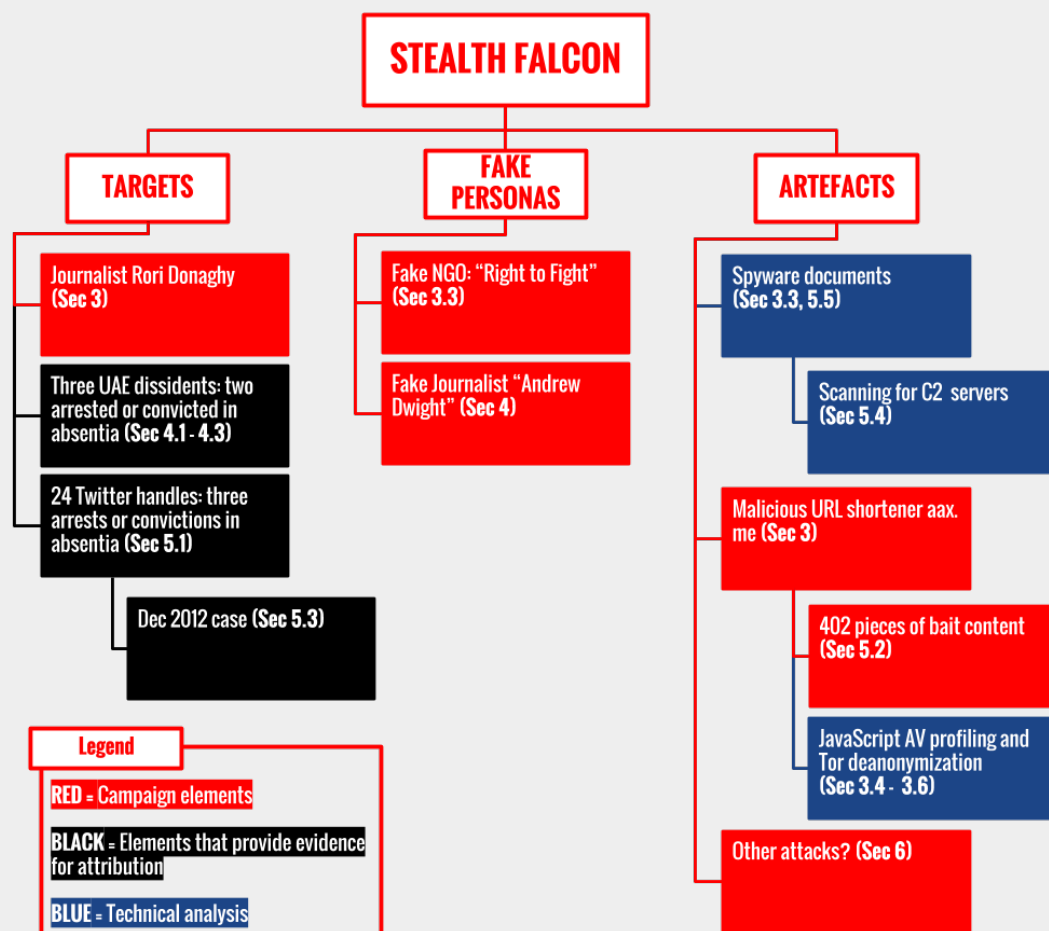 STEALTH FALCON
TARGETS
Journalist Rori Donaghy
(Sec 3)
Three UAE dissidents: two
arrested or convicted in
absentia (Sec 4.1 - 4.3)
24 Twitter handles: three
arrests or convictions in
absentia (Sec 5.1)
Dec 2012 case (Sec 5.3)
FAKE
PERSONAS
Fake NGO: “Right to Fight”
(Sec 3.3)
Fake Journalist “Andrew
Dwight” (Sec 4)
ARTEFACTS
Spyware documents
(Sec 3.3, 5.5)
Scanning for C2 servers
(Sec 5.4)
Malicious URL shortener aax.
me (Sec 3)
402 pieces of bait content
(Sec 5.2)
JavaScript AV profiling and
Tor deanonymization
(Sec 3.4 - 3.6)
Other attacks? (Sec 6)
Legend
RED = Campaign elements
BLACK = Elements that provide evidence
for attribution
BLUE = Technical analysis